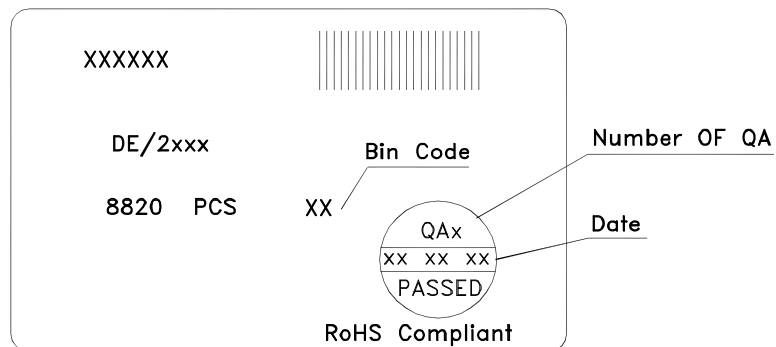 XXXXXX
DE/2xxx
Bin Code
Number OF QA
8820 PCS XX
QAx
Date
xx xx xx
PASSED
RoHS Compliant